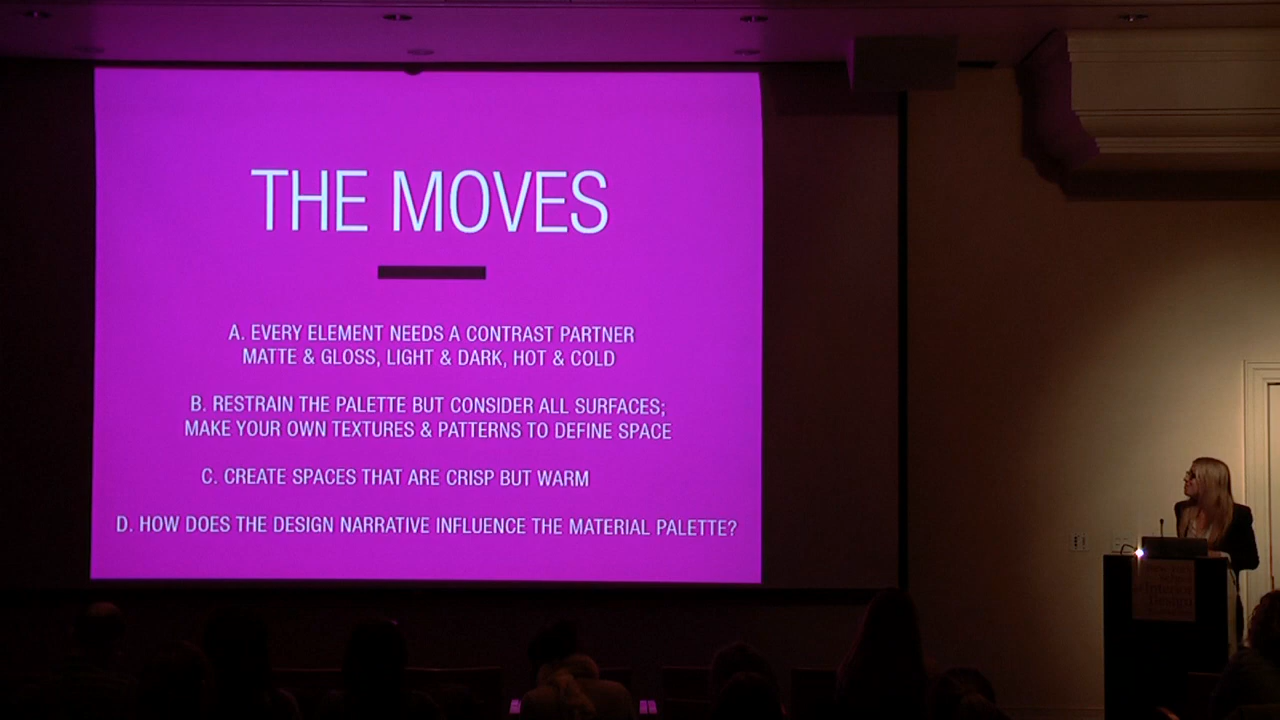 THE MOVES
A. EVERY ELEMENT NEEDS A CONTRAST PARTNER
MATTE & GLOSS, LIGHT & DARK, HOT & COLD
B. RESTRAIN THE PALETTE BUT CONSIDER ALL SURFACES;
MAKE YOUR OWN TEXTURES & PATTERNS TO DEFINE SPACE
C. CREATE SPACES THAT ARE CRISP BUT WARM
D. HOW DOES THE DESIGN NARRATIVE INFLUENCE THE MATERIAL PALETTE?
Interior
Design